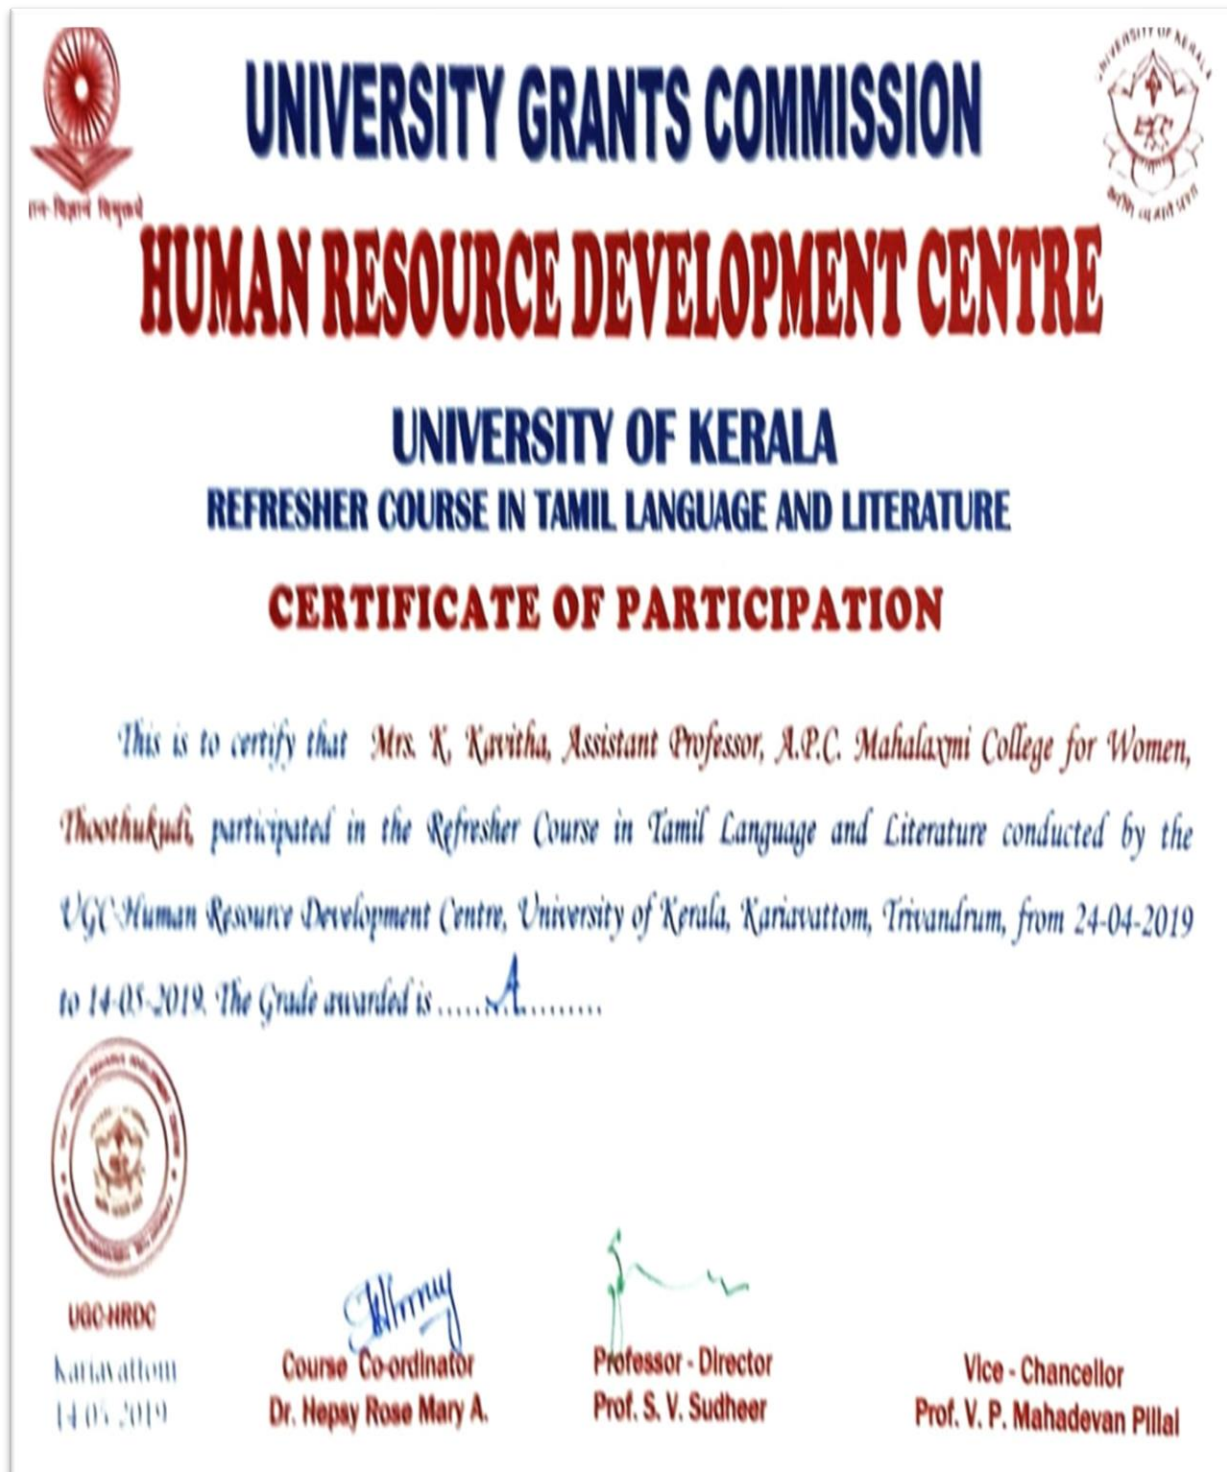 UNIVERSITY GRANTS COMMISSION
UNIVERSITY OF KERALA
HUMAN RESOURCE DEVELOPMENT CENTRE
UNIVERSITY OF KERALA
REFRESHER COURSE IN TAMIL LANGUAGE AND LITERATURE
CERTIFICATE OF PARTICIPATION
This is to certify that Mrs. K, Kavitha, Assistant Professor, A.P.C. Mahalaxmi College for Women,
Thoothukudi, participated in the Refresher Course in Tamil Language and Literature conducted by the
UGC-Human Resource Development Centre, University of Kerala, Kariavattom, Trivandrum, from 24-04-2019
to 14-05-2019. The Grade awarded is ......A.........
UGC-HRDC
Kariavattom
14.05.2019
Course Co-ordinator
Dr. Hepsy Rose Mary A.
Professor - Director
Prof. S. V. Sudheer
Vice - Chancellor
Prof. V. P. Mahadevan Pillai